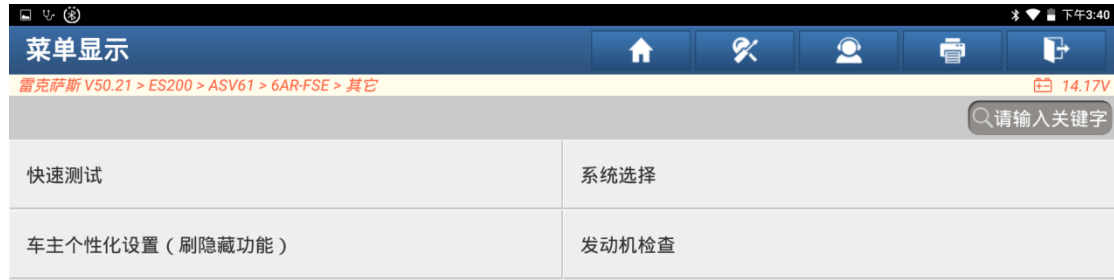 下午3:40
菜单显示
雷克萨斯 V50.21 > ES200 > ASV61 > 6AR-FSE > 其它 14.17V
请输入关键字
快速测试 系统选择
车主个性化设置（刷隐藏功能） 发动机检查